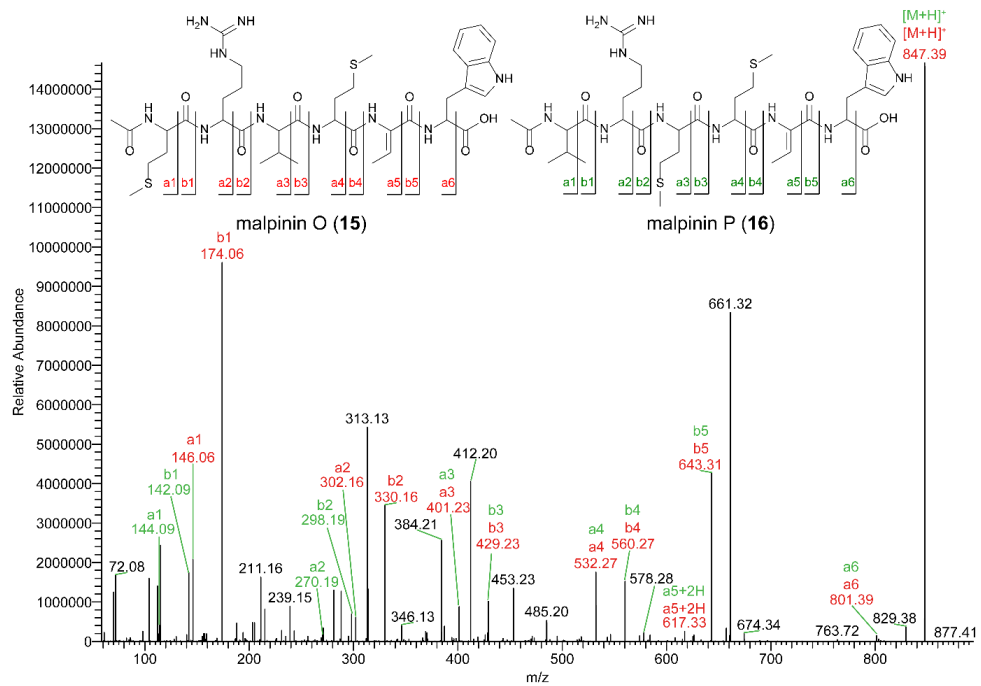 H2N NH H2N NH [M+H]+
HN HN [M+H]+
847.39
S S
O H O H O H O O H O H O H O
N N N NH N N N NH
N N N OH N N N OH
H O H O H O H O H O H O
S S
a1 b1 a2 b2 a3 b3 a4 b4 a5 b5 a6
a1 b1 a2 b2 a3 b3 a4 b4 a5 b5 a6
malpinin O (15) malpinin P (16)
Relative Abundance
14000000
13000000
12000000
11000000
10000000
9000000
8000000
7000000
6000000
5000000
4000000
3000000
2000000
1000000
0
b1
174.06
661.32
313.13
a1
146.06
b1
142.09
a1
144.09
a2
302.16
b2
298.19
a2
270.19
b2
330.16
412.20
384.21
a3
a3
401.23
b3
b3
429.23
453.23
485.20
a4
a4
532.27
b4
b4
560.27
578.28
b5
b5
643.31
a5+2H
a5+2H
617.33
674.34
a6
a6
801.39
763.72
829.38
877.41
72.08
211.16
239.15
346.13
100 200 300 400 500 600 700 800
m/z